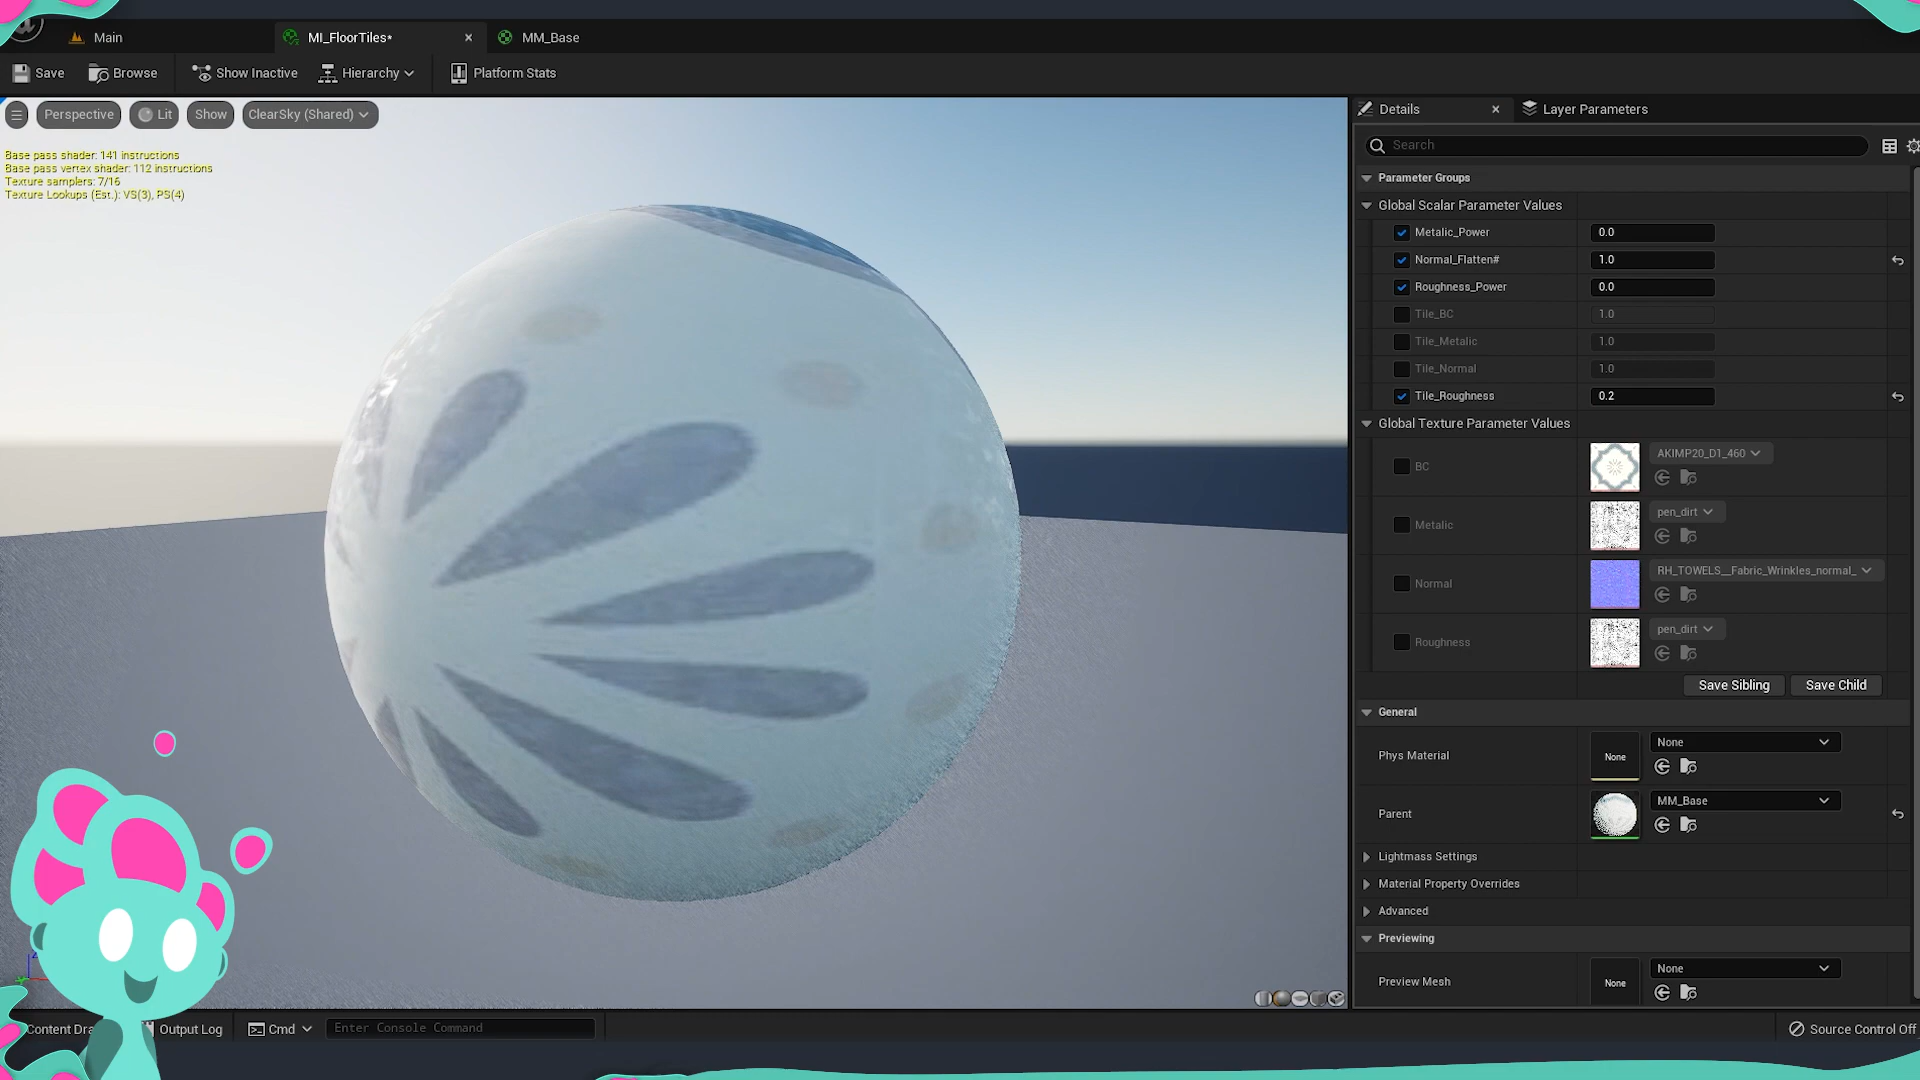 Main
MI_FloorTiles*
MM_Base
Save
Browse
Show Inactive
Hierarchy
Platform Stats
Perspective
Lit
Show
ClearSky (Shared)
Base pass shader: 141 instructions
Base pass vertex shader: 112 instructions
Texture samplers: 7/16
Texture Lookups (Est.): VS(3), PS(4)
Details
Layer Parameters
Search
Parameter Groups
Global Scalar Parameter Values
Metalic_Power 0.0
Normal_Flatten# 1.0
Roughness_Power 0.0
Tile_BC 1.0
Tile_Metalic 1.0
Tile_Normal 1.0
Tile_Roughness 0.2
Global Texture Parameter Values
BC AKIMP20_D1_460
Metalic pen_dirt
Normal RH_TOWELS__Fabric_Wrinkles_normal_
Roughness pen_dirt
Save Sibling Save Child
General
Phys Material None None
Parent MM_Base
Lightmass Settings
Material Property Overrides
Advanced
Previewing
Preview Mesh None None
Content Dra
Output Log
Cmd
Enter Console Command
Source Control Off